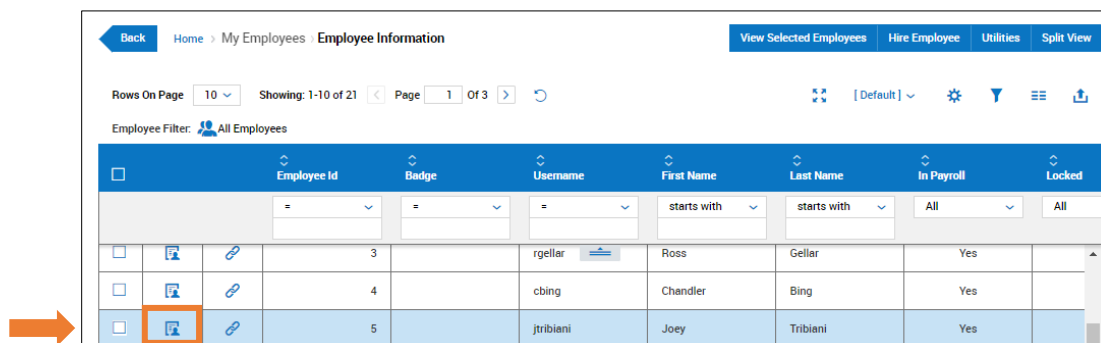 Back Home > My Employees > Employee Information View Selected Employees Hire Employee Utilities Split View
Rows On Page 10 Showing: 1-10 of 21 Page 1 Of 3 [ Default ]
Employee Filter: All Employees
Employee Id Badge Username First Name Last Name In Payroll Locked
= = = starts with starts with All All
3 rgellar Ross Gellar Yes
4 cbing Chandler Bing Yes
5 jtribiani Joey Tribiani Yes